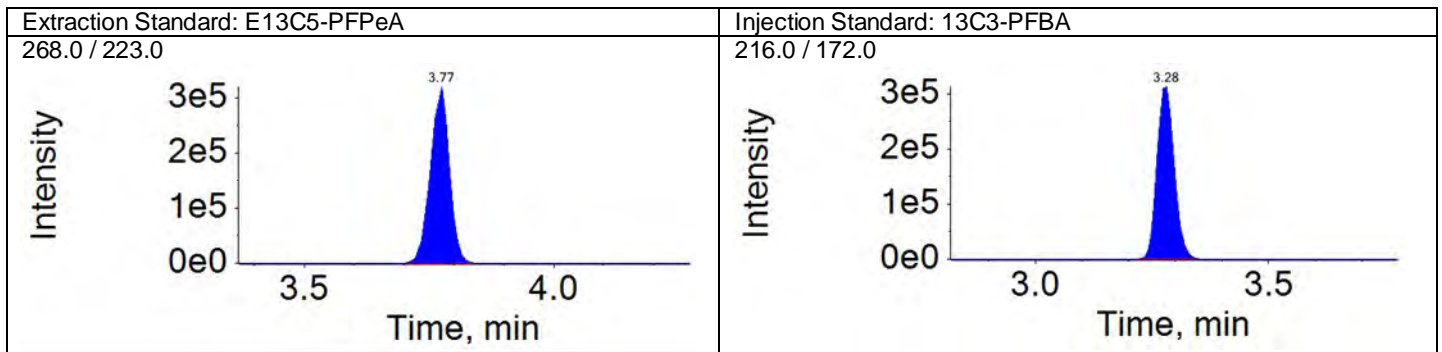 Extraction Standard: E13C5-PFPeA
268.0 / 223.0
3.77
3e5
2e5
1e5
0e0
Intensity
3.5 4.0
Time, min
Injection Standard: 13C3-PFBA
216.0 / 172.0
3.28
3e5
2e5
1e5
0e0
Intensity
3.0 3.5
Time, min